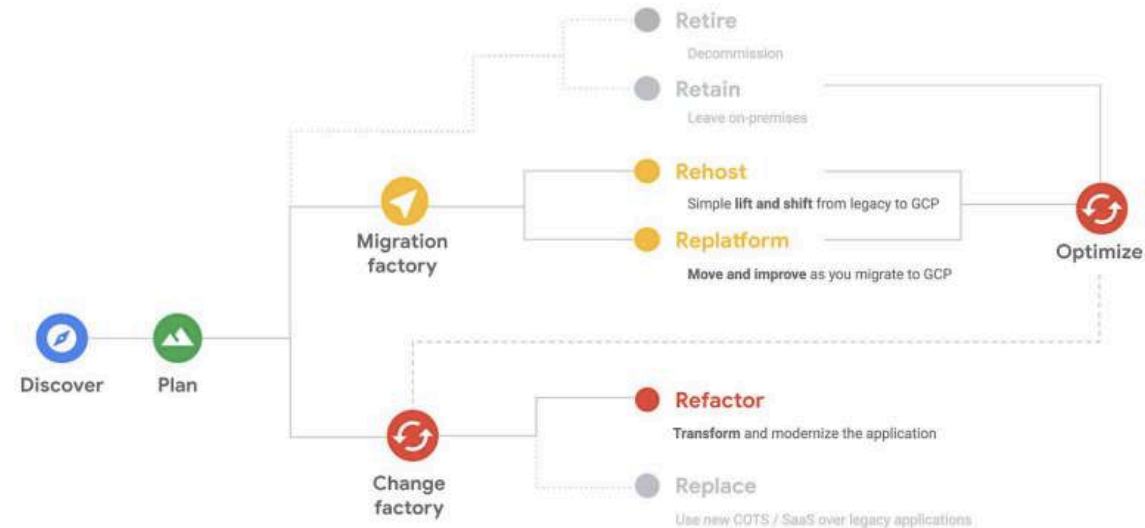 Retire
Decommission
Retain
Leave on-premises
Rehost
Simple lift and shift from legacy to GCP
Migration
factory
Replatform
Move and improve as you migrate to GCP
Optimize
Discover
Plan
Refactor
Transform and modernize the application
Change
factory
Replace
Use new COTS / SaaS over legacy applications